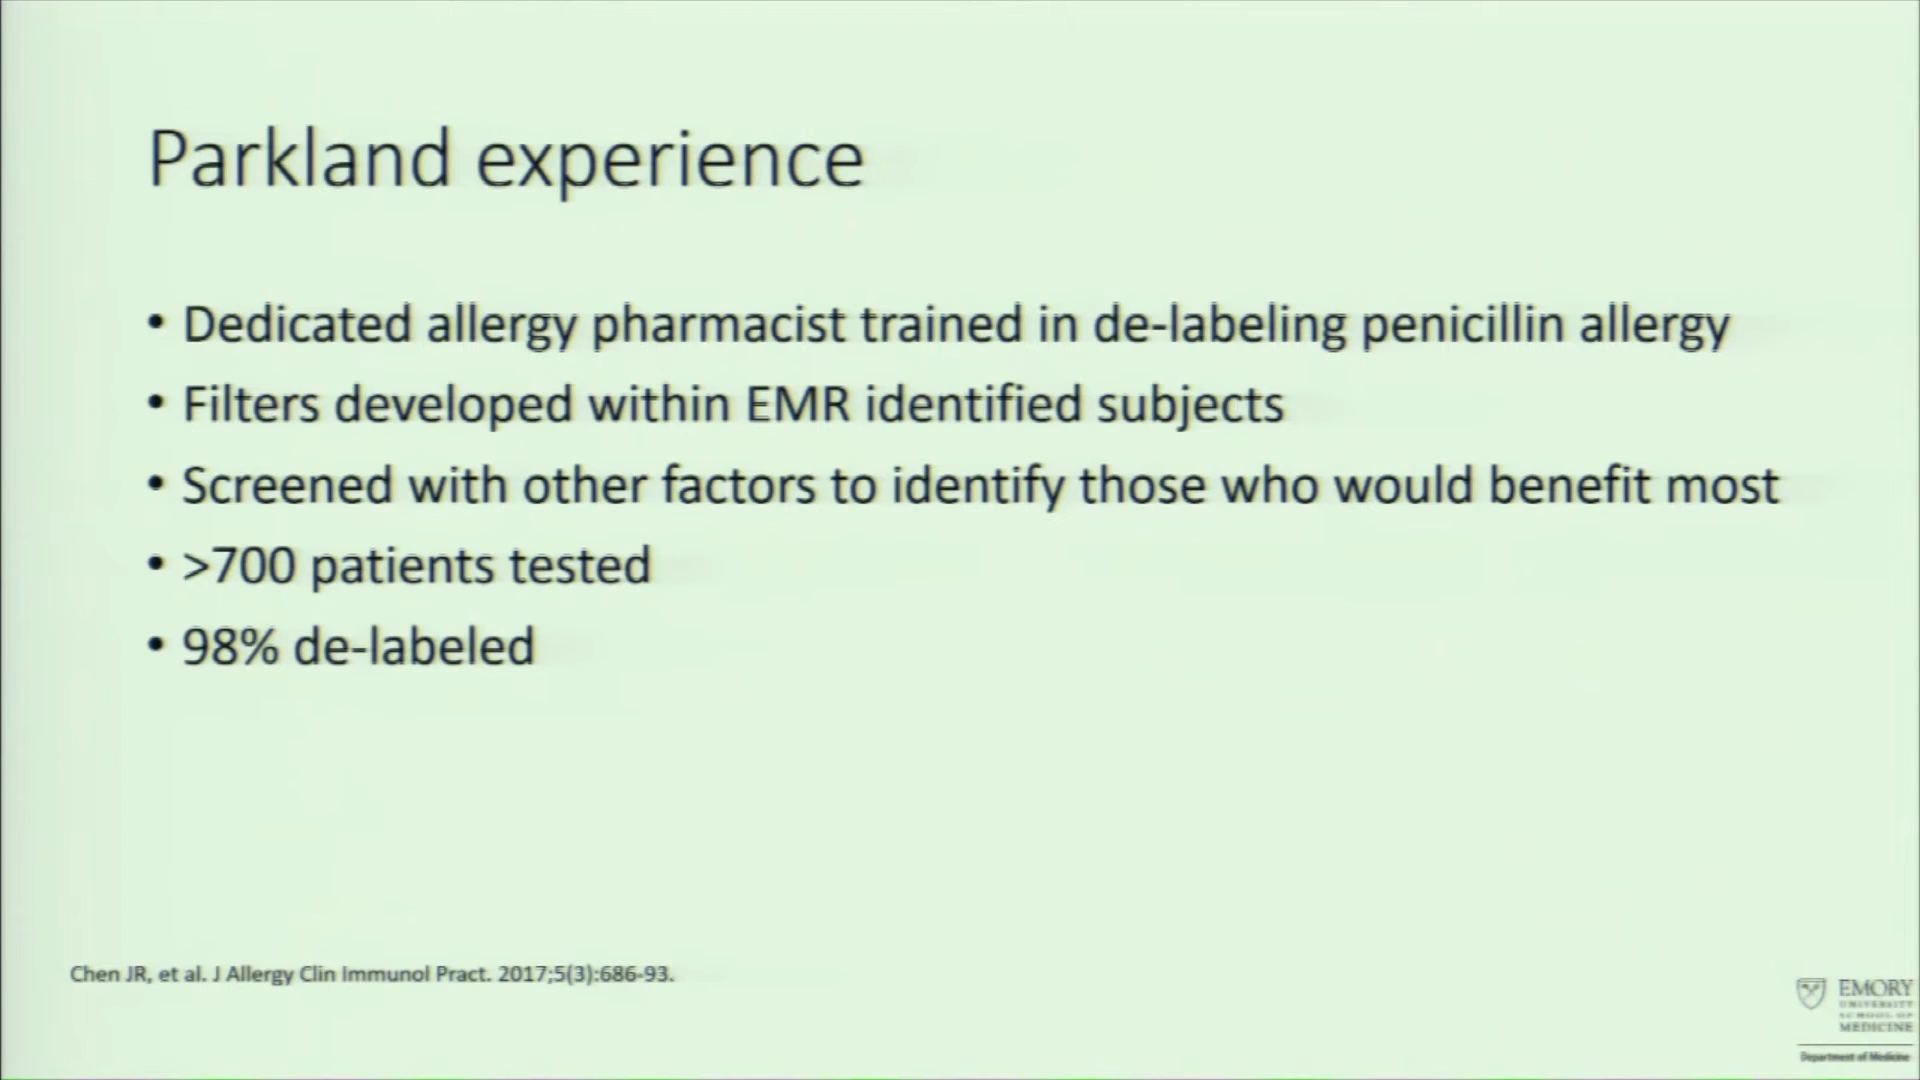 Parkland experience
• Dedicated allergy pharmacist trained in de-labeling penicillin allergy
• Filters developed within EMR identified subjects
• Screened with other factors to identify those who would benefit most
• >700 patients tested
• 98% de-labeled
Chen JR, et al. J Allergy Clin Immunol Pract. 2017;5(3):686-93.
EMORY
UNIVERSITY
SCHOOL OF
MEDICINE
Department of Medicine